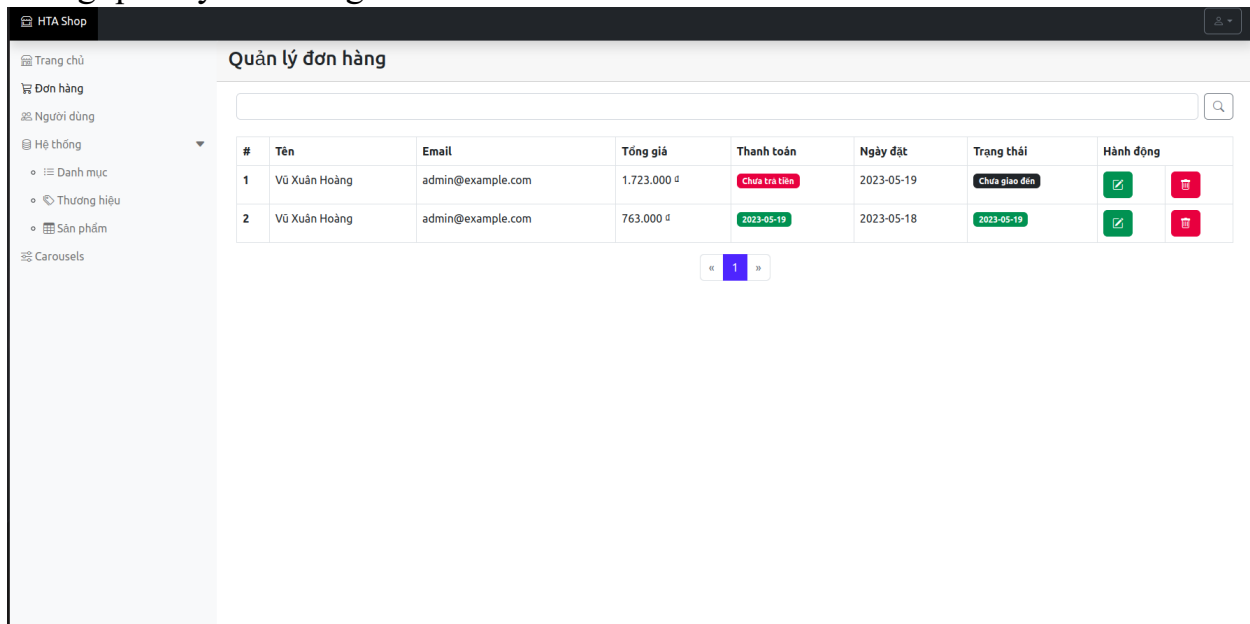 HTA Shop
Trang chủ
Đơn hàng
Người dùng
Hệ thống
Danh mục
Thương hiệu
Sản phẩm
Carousels
Quản lý đơn hàng
# Tên Email Tổng giá Thanh toán Ngày đặt Trạng thái Hành động
1 Vũ Xuân Hoàng admin@example.com 1.723.000 ₫ Chưa trả tiền 2023-05-19 Chưa giao đến
2 Vũ Xuân Hoàng admin@example.com 763.000 ₫ 2023-05-19 2023-05-18 2023-05-19
« 1 »